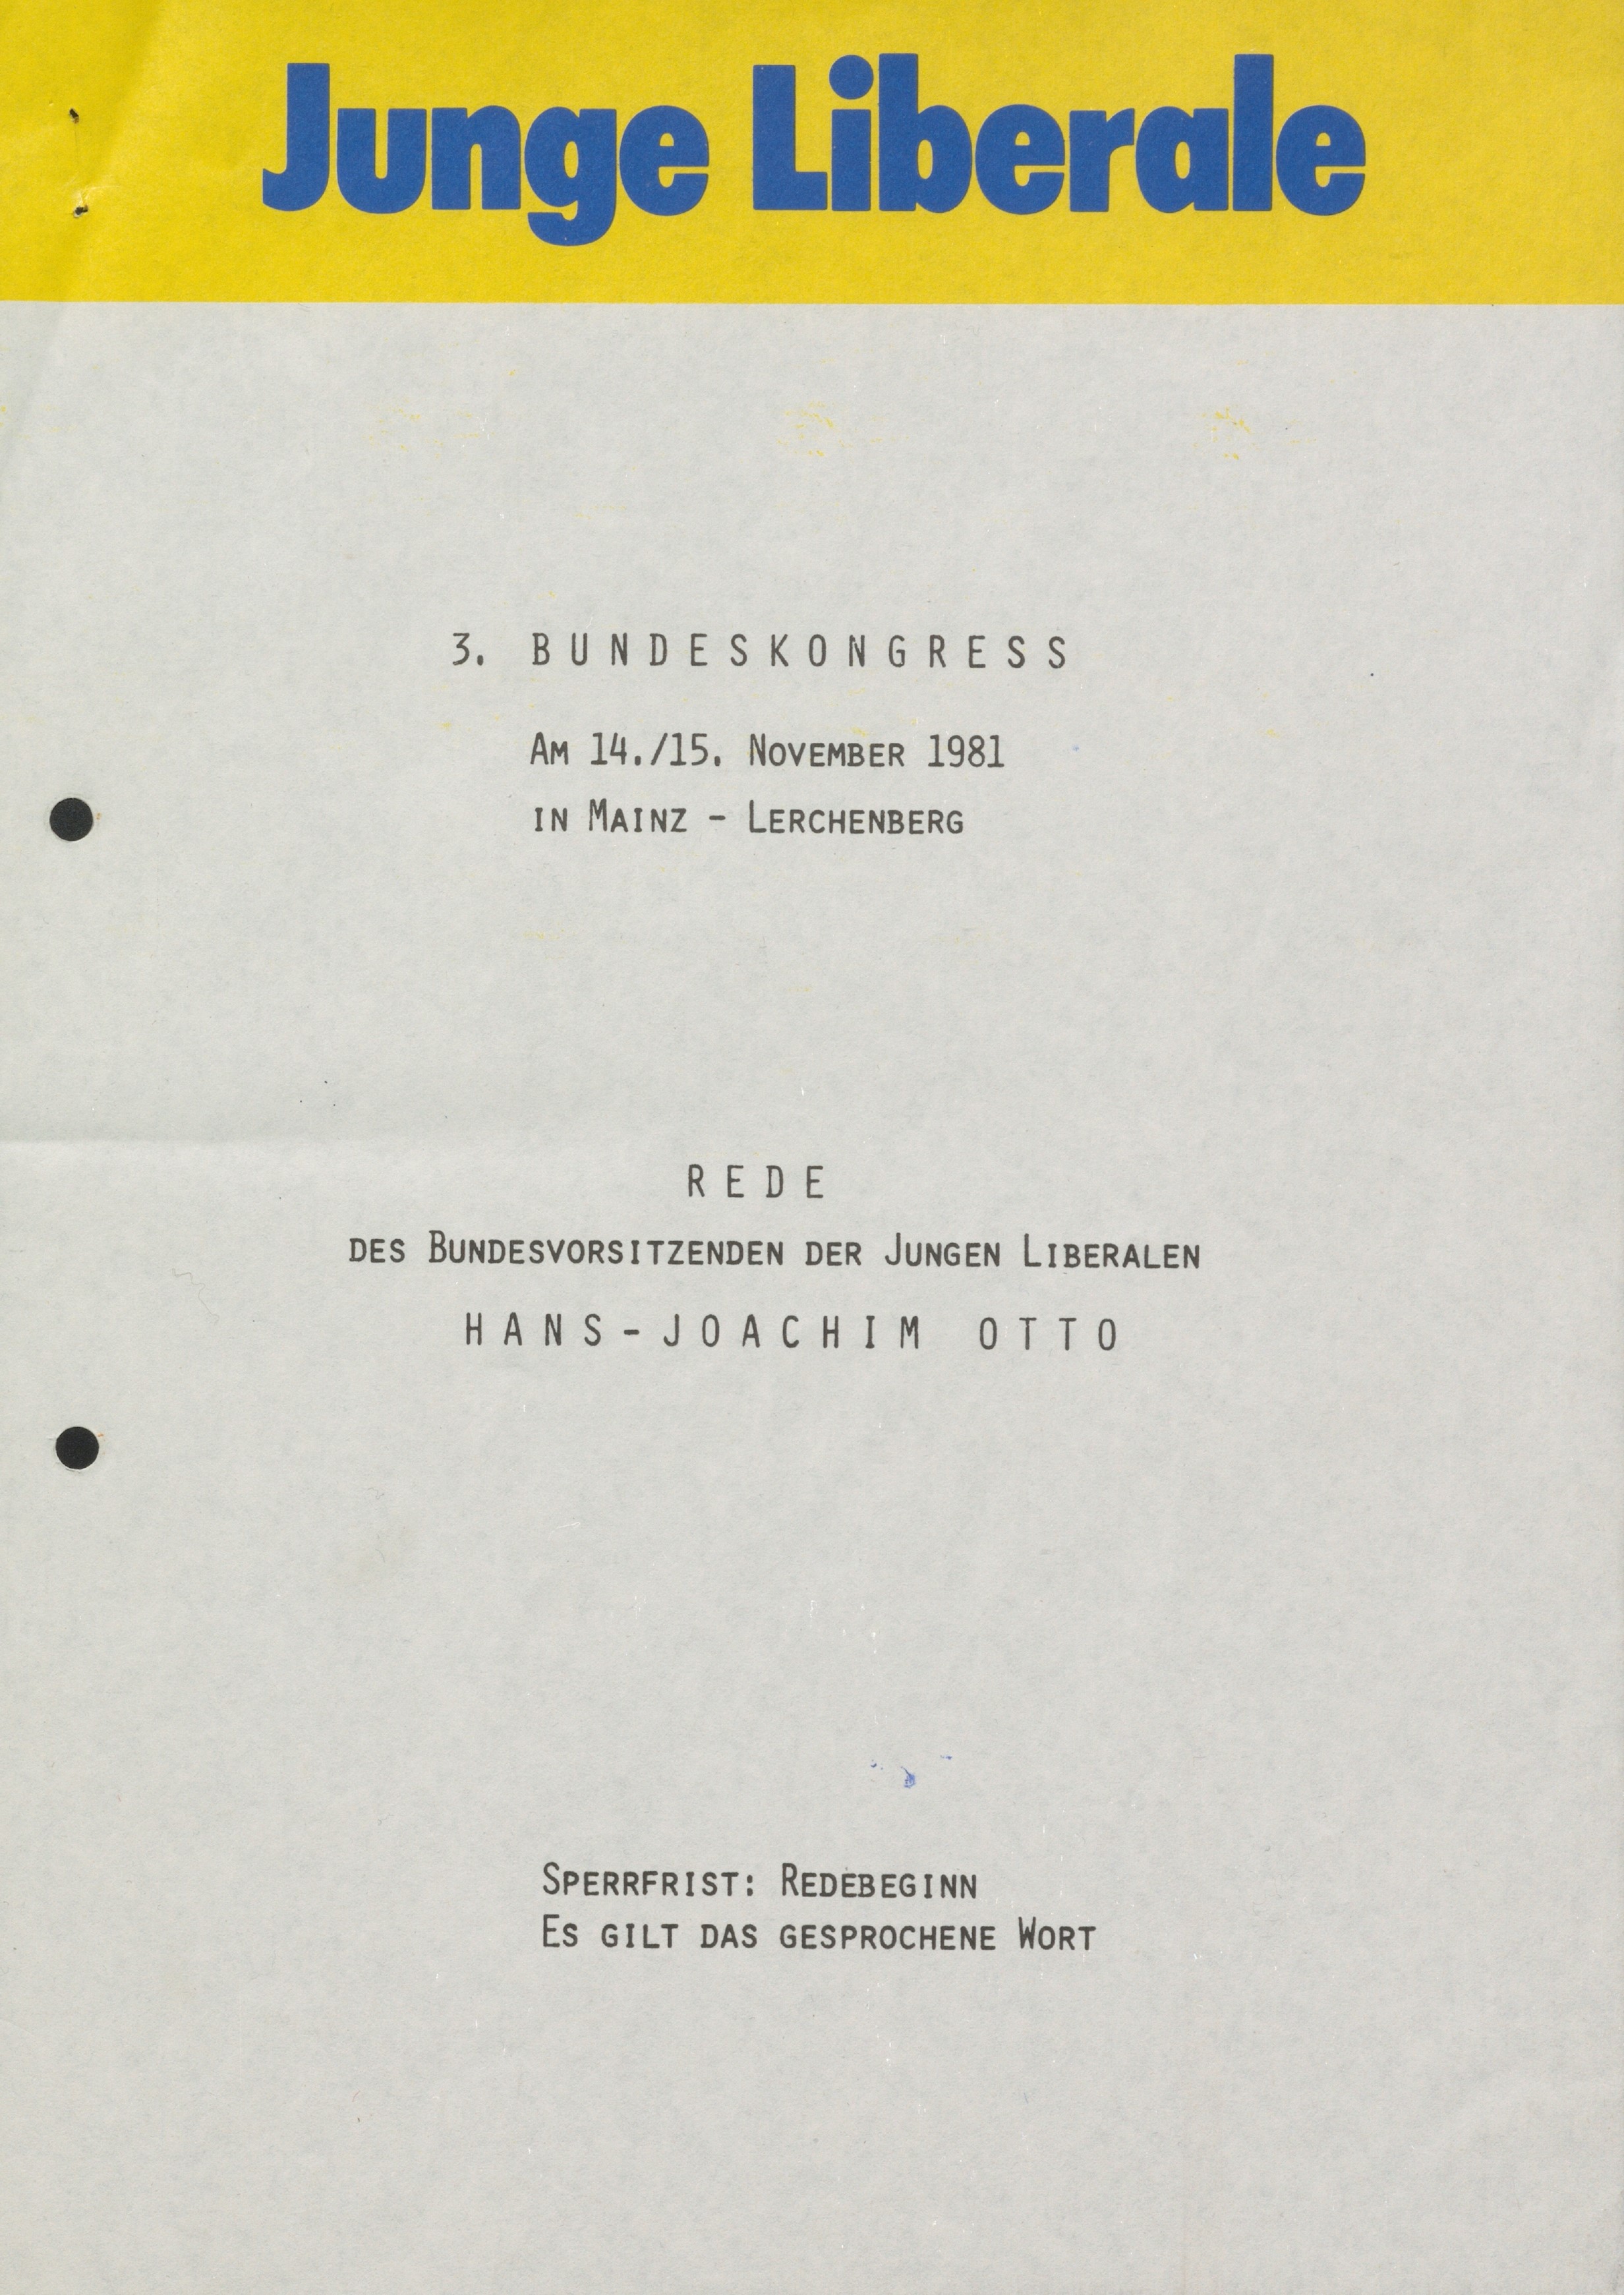 Junge Liberale
3. BUNDESKONGRESS
AM 14./15. NOVEMBER 1981
IN MAINZ - LERCHENBERG
REDE
DES BUNDESVORSITZENDEN DER JUNGEN LIBERALEN
HANS-JOACHIM OTTO
SPERRFRIST: REDEBEGINN
ES GILT DAS GESPROCHENE WORT